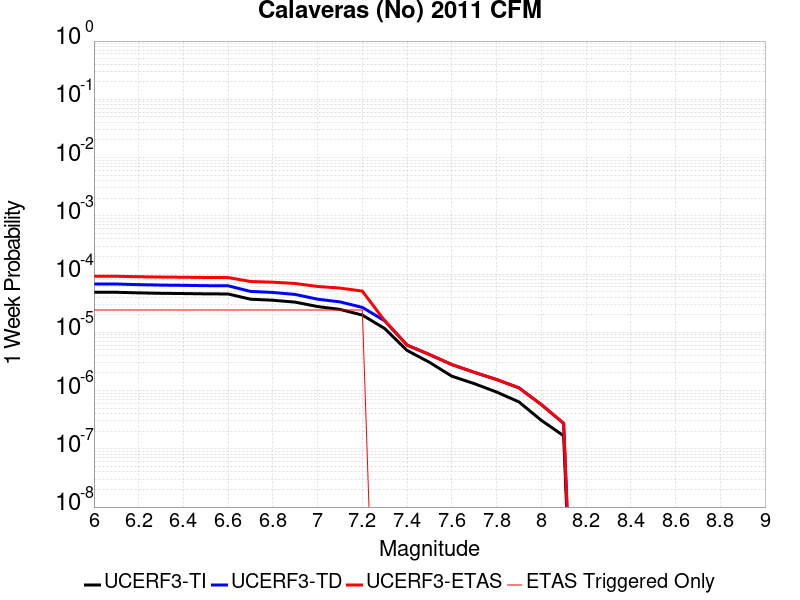 Calaveras (No) 2011 CFM
10 0
10 -1
10 -2
10 -3
10 -4
10 -5
10 -6
10 -7
10 -8
1 Week Probability
6 6.2 6.4 6.6 6.8 7 7.2 7.4 7.6 7.8 8 8.2 8.4 8.6 8.8 9
Magnitude
UCERF3-TI UCERF3-TD UCERF3-ETAS ETAS Triggered Only